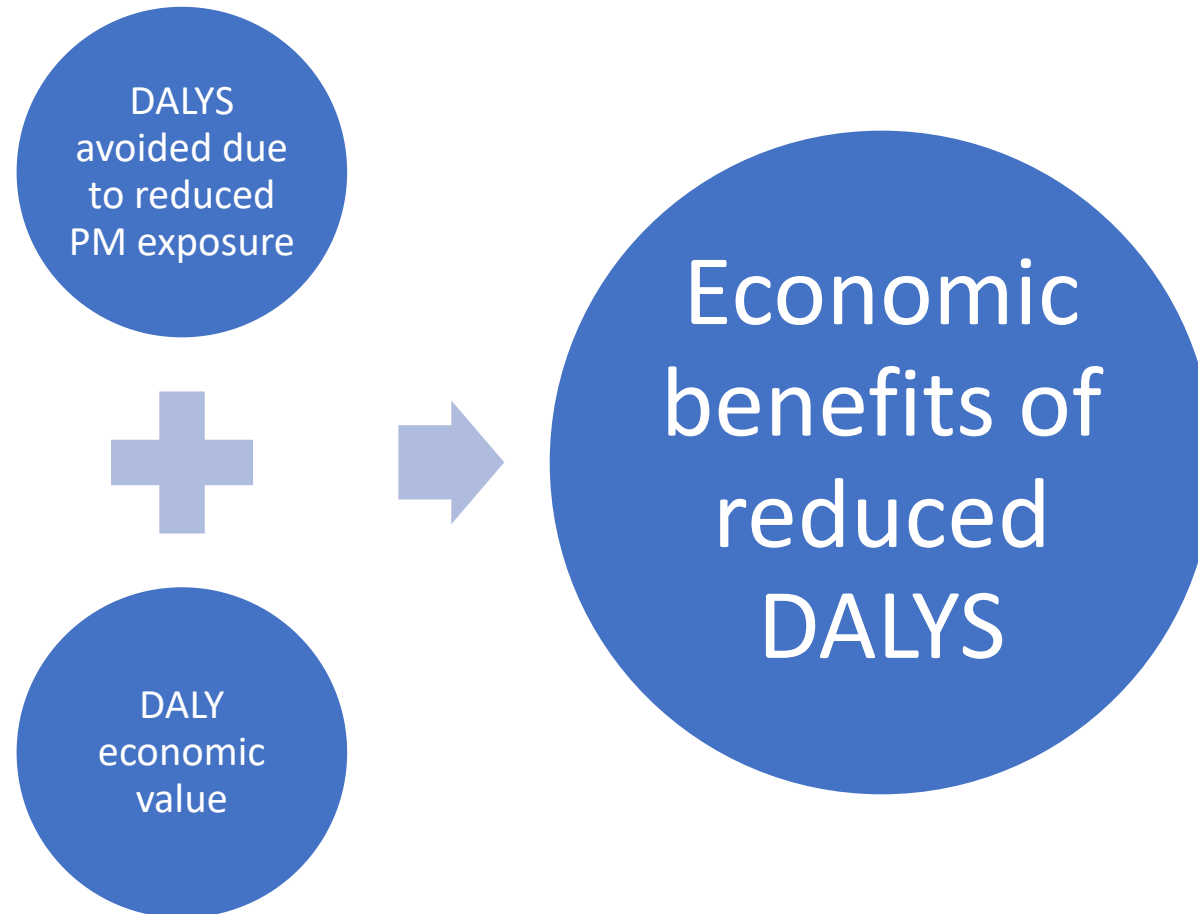 DALYS
avoided due
to reduced
PM exposure
DALY
economic
value
Economic
benefits of
reduced
DALYS